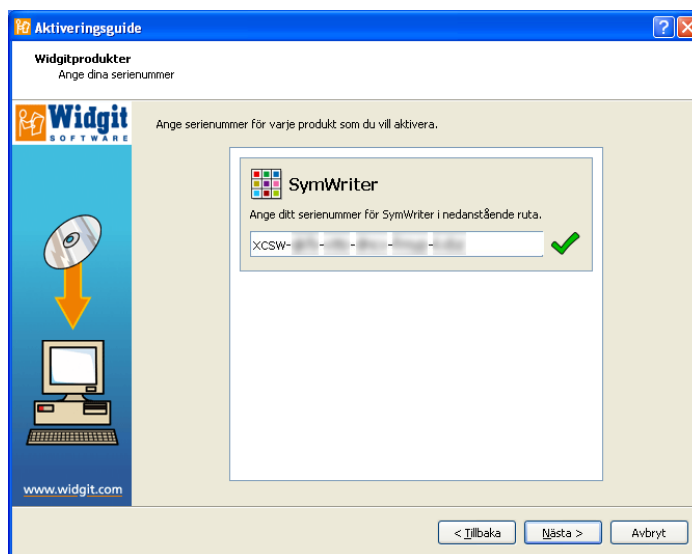 Aktiveringsguide
Widgitprodukter
Ange dina serienummer
Widgit
SOFTWARE
Ange serienummer för varje produkt som du vill aktivera.
SymWriter
Ange ditt serienummer för SymWriter i nedanstående ruta.
xcsw-
www.widgit.com
< Tillbaka
Nästa >
Avbryt